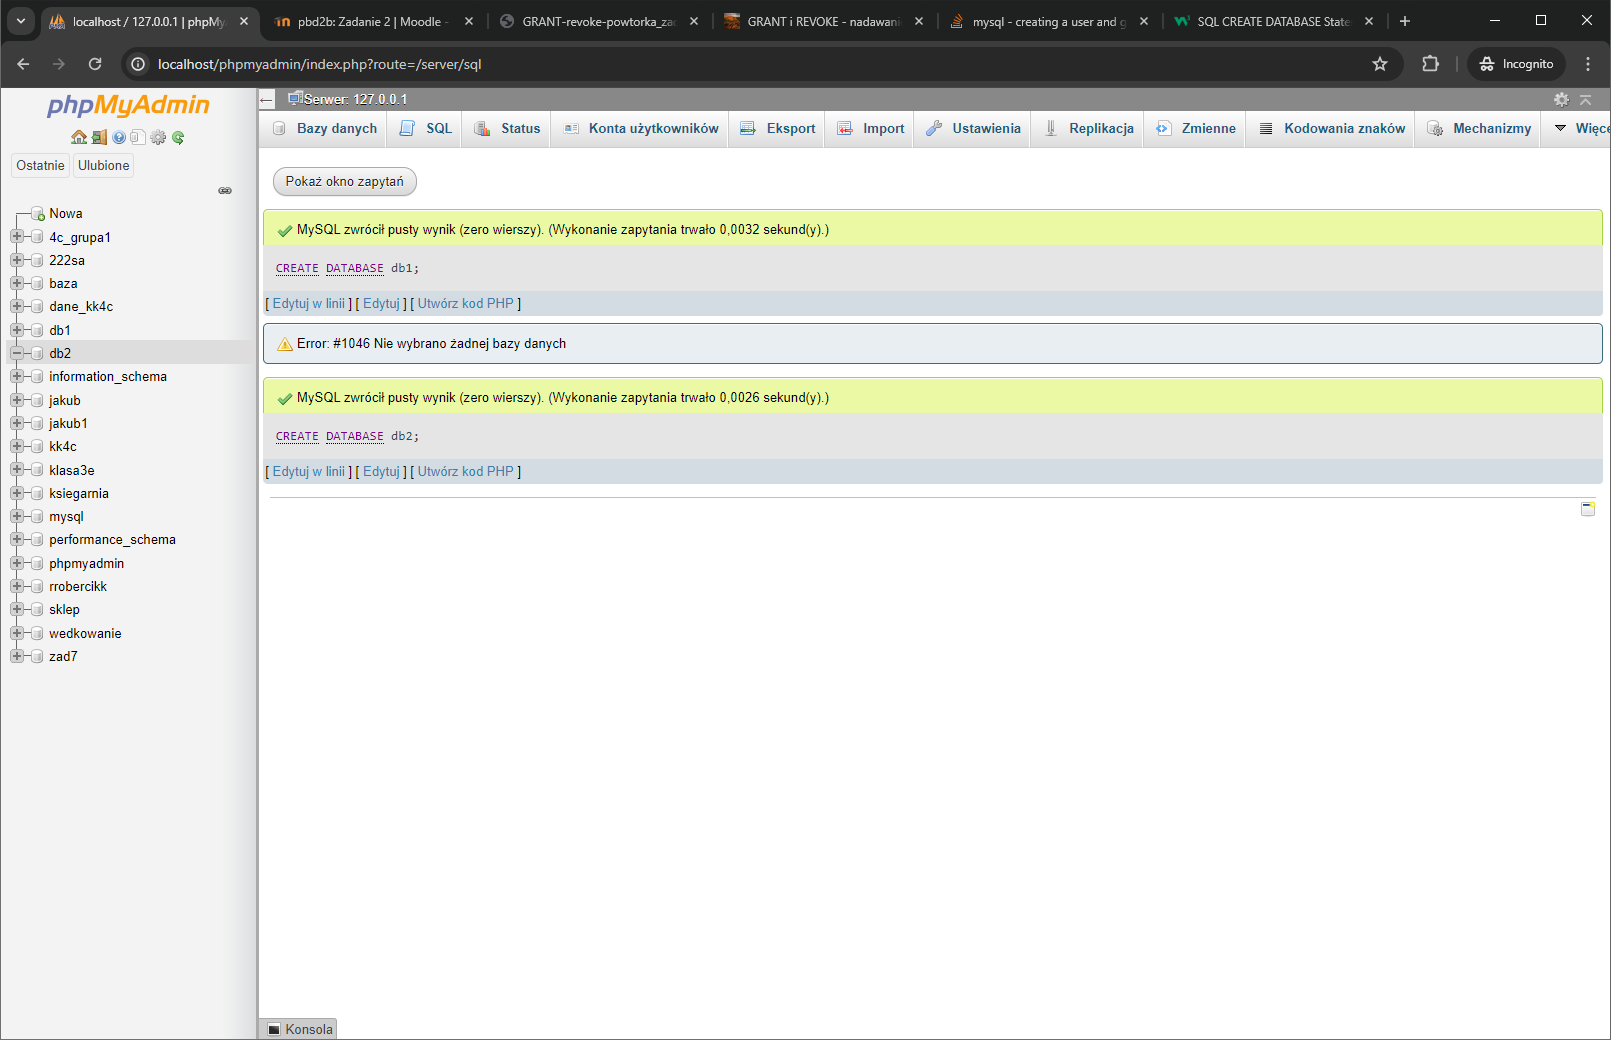 localhost / 127.0.0.1 | phpMy
pbd2b: Zadanie 2 | Moodle -
GRANT-revoke-powtorka_zad
GRANT i REVOKE - nadawani
mysql - creating a user and g
SQL CREATE DATABASE State
localhost/phpmyadmin/index.php?route=/server/sql
Incognito
phpMyAdmin
Ostatnie
Ulubione
Nowa
4c_grupa1
222sa
baza
dane_kk4c
db1
db2
information_schema
jakub
jakub1
kk4c
klasa3e
ksiegarnia
mysql
performance_schema
phpmyadmin
rrobercikk
sklep
wedkowanie
zad7
Serwer: 127.0.0.1
Bazy danych
SQL
Status
Konta użytkowników
Eksport
Import
Ustawienia
Replikacja
Zmienne
Kodowania znaków
Mechanizmy
Więce
Pokaż okno zapytań
MySQL zwrócił pusty wynik (zero wierszy). (Wykonanie zapytania trwało 0,0032 sekund(y).)
CREATE DATABASE db1;
[ Edytuj w linii ] [ Edytuj ] [ Utwórz kod PHP ]
Error: #1046 Nie wybrano żadnej bazy danych
MySQL zwrócił pusty wynik (zero wierszy). (Wykonanie zapytania trwało 0,0026 sekund(y).)
CREATE DATABASE db2;
[ Edytuj w linii ] [ Edytuj ] [ Utwórz kod PHP ]
Konsola